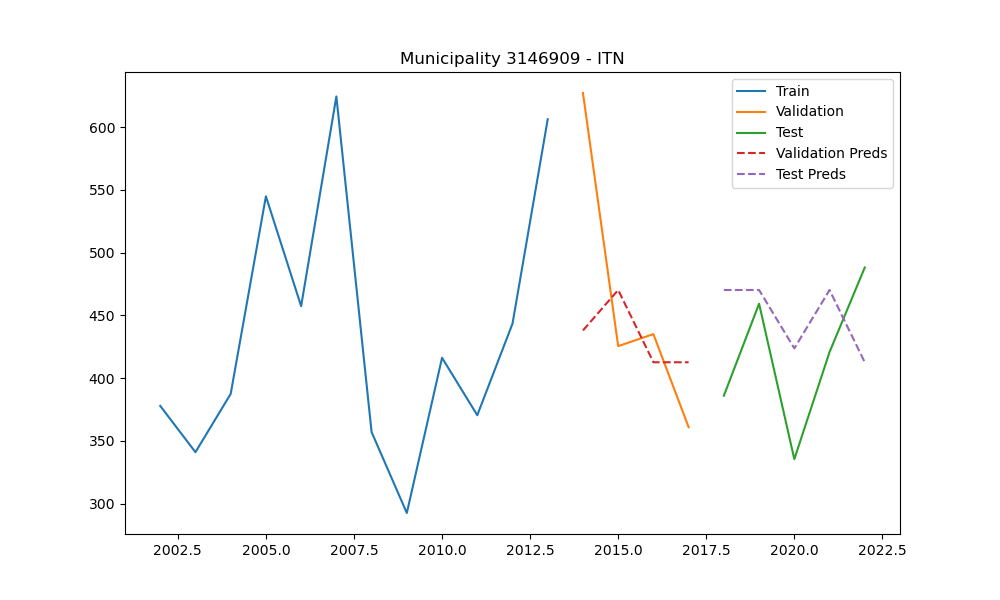 Municipality 3146909 - ITN
Train
Validation
Test
Validation Preds
Test Preds
600
550
500
450
400
350
300
2002.5 2005.0 2007.5 2010.0 2012.5 2015.0 2017.5 2020.0 2022.5